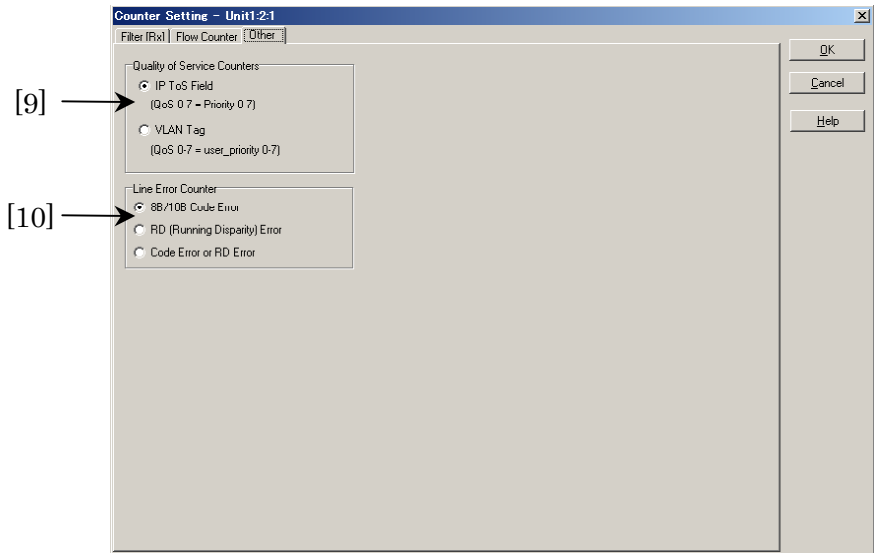 Counter Setting - Unit1:2:1
Filter [Rx] Flow Counter Other
OK
Cancel
Help
[9]
Quality of Service Counters
IP ToS Field
(QoS 0 7 = Priority 0 7)
VLAN Tag
(QoS 0-7 = user_priority 0-7)
[10]
Line Error Counter
8B/10B Code Error
RD (Running Disparity) Error
Code Error or RD Error